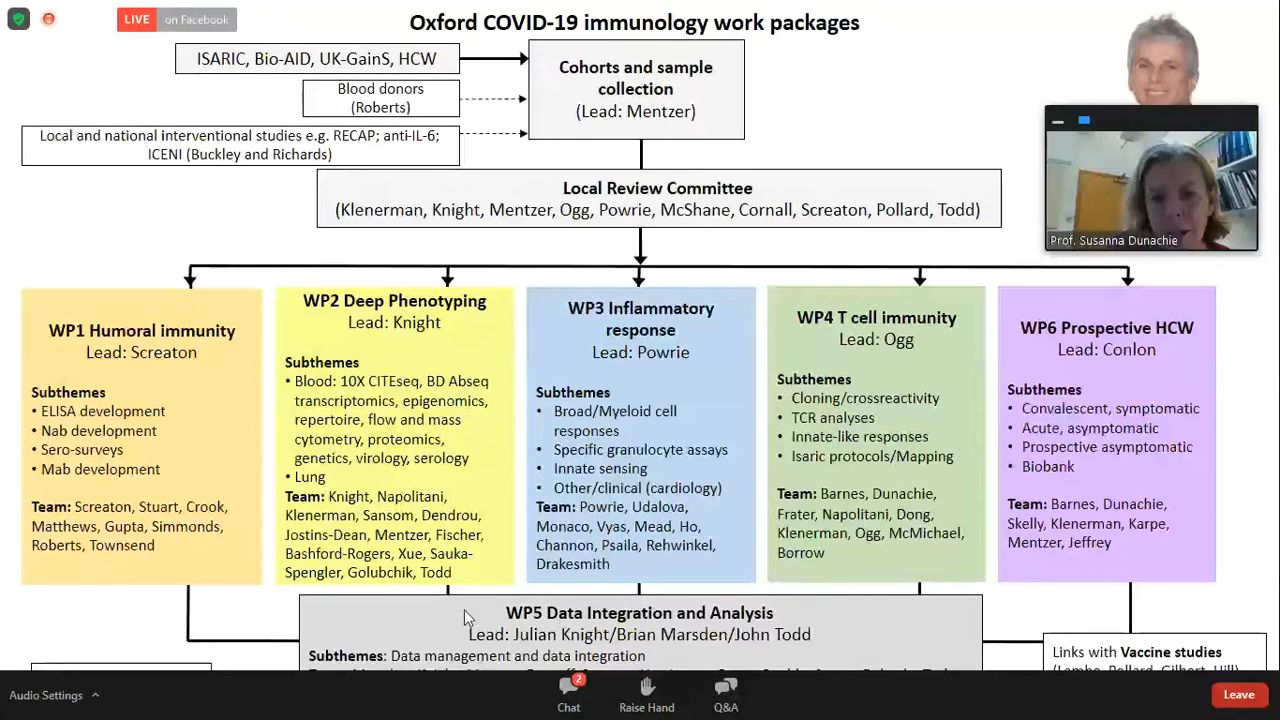 LIVE on Facebook
Oxford COVID-19 immunology work packages
ISARIC, Bio-AID, UK-GainS, HCW
Blood donors
(Roberts)
Local and national interventional studies e.g. RECAP; anti-IL-6;
ICENI (Buckley and Richards)
Cohorts and sample
collection
(Lead: Mentzer)
Prof. Susanna Dunachie
Local Review Committee
(Klenerman, Knight, Mentzer, Ogg, Powrie, McShane, Cornall, Screaton, Pollard, Todd)
WP1 Humoral immunity
Lead: Screaton
Subthemes
• ELISA development
• Nab development
• Sero-surveys
• Mab development
Team: Screaton, Stuart, Crook,
Matthews, Gupta, Simmonds,
Roberts, Townsend
WP2 Deep Phenotyping
Lead: Knight
Subthemes
• Blood: 10X CITEseq, BD Abseq
transcriptomics, epigenomics,
repertoire, flow and mass
cytometry, proteomics,
genetics, virology, serology
• Lung
Team: Knight, Napolitani,
Klenerman, Sansom, Dendrou,
Jostins-Dean, Mentzer, Fischer,
Bashford-Rogers, Xue, Sauka-
Spengler, Golubchik, Todd
WP3 Inflammatory
response
Lead: Powrie
Subthemes
• Broad/Myeloid cell
responses
• Specific granulocyte assays
• Innate sensing
• Other/clinical (cardiology)
Team: Powrie, Udalova,
Monaco, Vyas, Mead, Ho,
Channon, Psaila, Rehwinkel,
Drakesmith
WP4 T cell immunity
Lead: Ogg
Subthemes
• Cloning/crossreactivity
• TCR analyses
• Innate-like responses
• Isaric protocols/Mapping
Team: Barnes, Dunachie,
Frater, Napolitani, Dong,
Klenerman, Ogg, McMichael,
Borrow
WP6 Prospective HCW
Lead: Conlon
Subthemes
• Convalescent, symptomatic
• Acute, asymptomatic
• Prospective asymptomatic
• Biobank
Team: Barnes, Dunachie,
Skelly, Klenerman, Karpe,
Mentzer, Jeffrey
WP5 Data Integration and Analysis
Lead: Julian Knight/Brian Marsden/John Todd
Subthemes: Data management and data integration
Links with Vaccine studies
(Lambe, Pollard, Gilbert, Hill)
Audio Settings
2
Chat
Raise Hand
Q&A
Leave